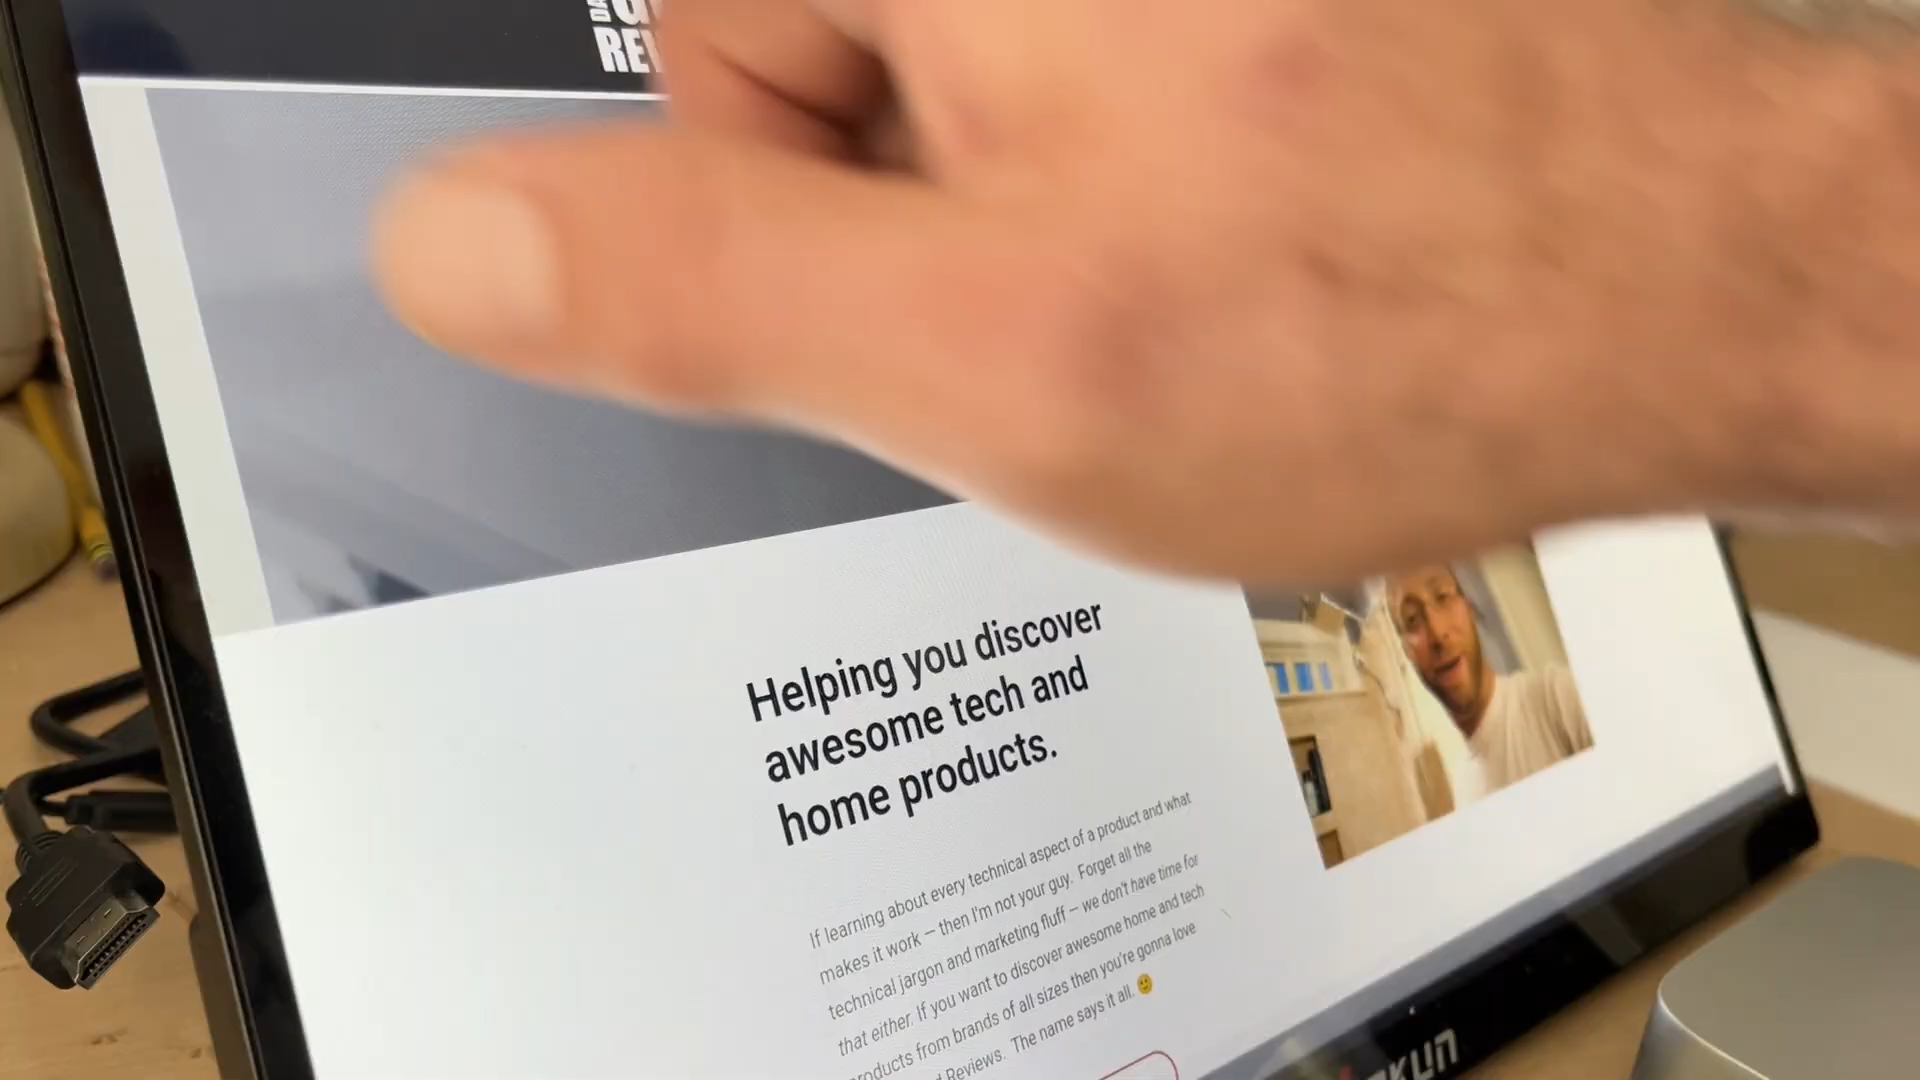 REV
Helping you discover
awesome tech and
home products.
If learning about every technical aspect of a product and what
makes it work – then I'm not your guy. Forget all the
technical jargon and marketing fluff – we don't have time for
that either. If you want to discover awesome home and tech
products from brands of all sizes then you're gonna love
Reviews. The name says it all. 🙂